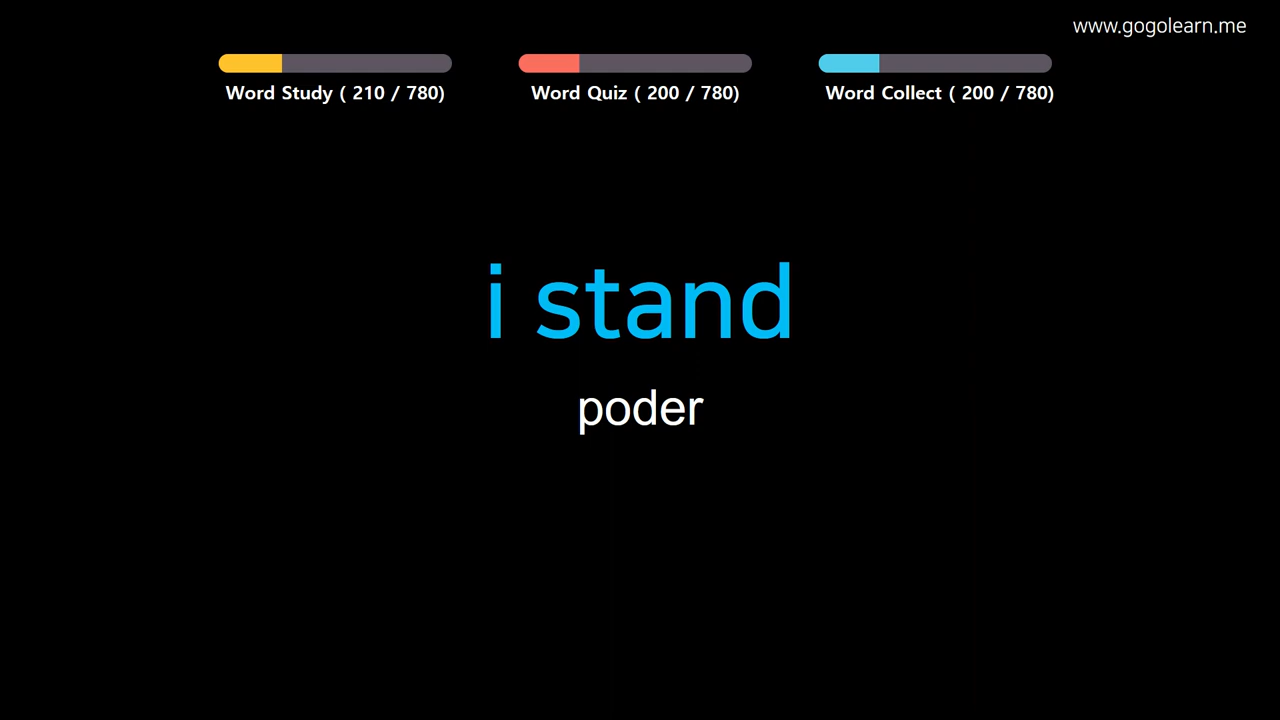 www.gogolearn.me
Word Study ( 210 / 780)
Word Quiz ( 200 / 780)
Word Collect ( 200 / 780)
i stand
poder